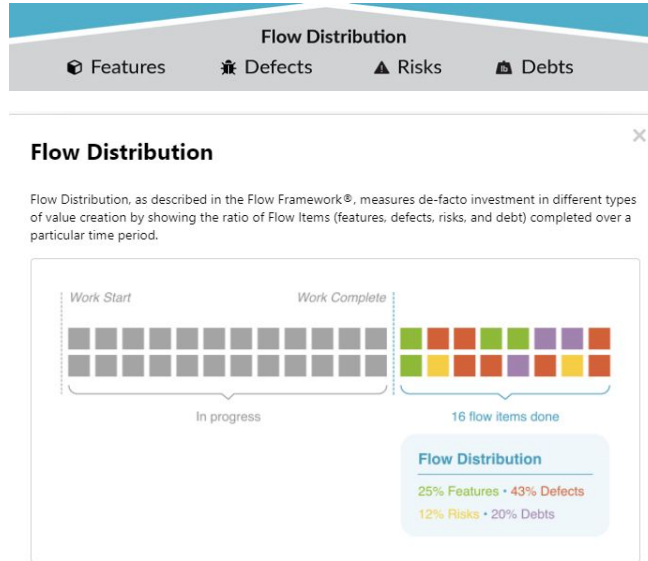 Flow Distribution
Features Defects Risks Debts
Flow Distribution
Flow Distribution, as described in the Flow Framework®, measures de-facto investment in different types
of value creation by showing the ratio of Flow Items (features, defects, risks, and debt) completed over a
particular time period.
Work Start Work Complete
In progress 16 flow items done
Flow Distribution
25% Features • 43% Defects
12% Risks • 20% Debts